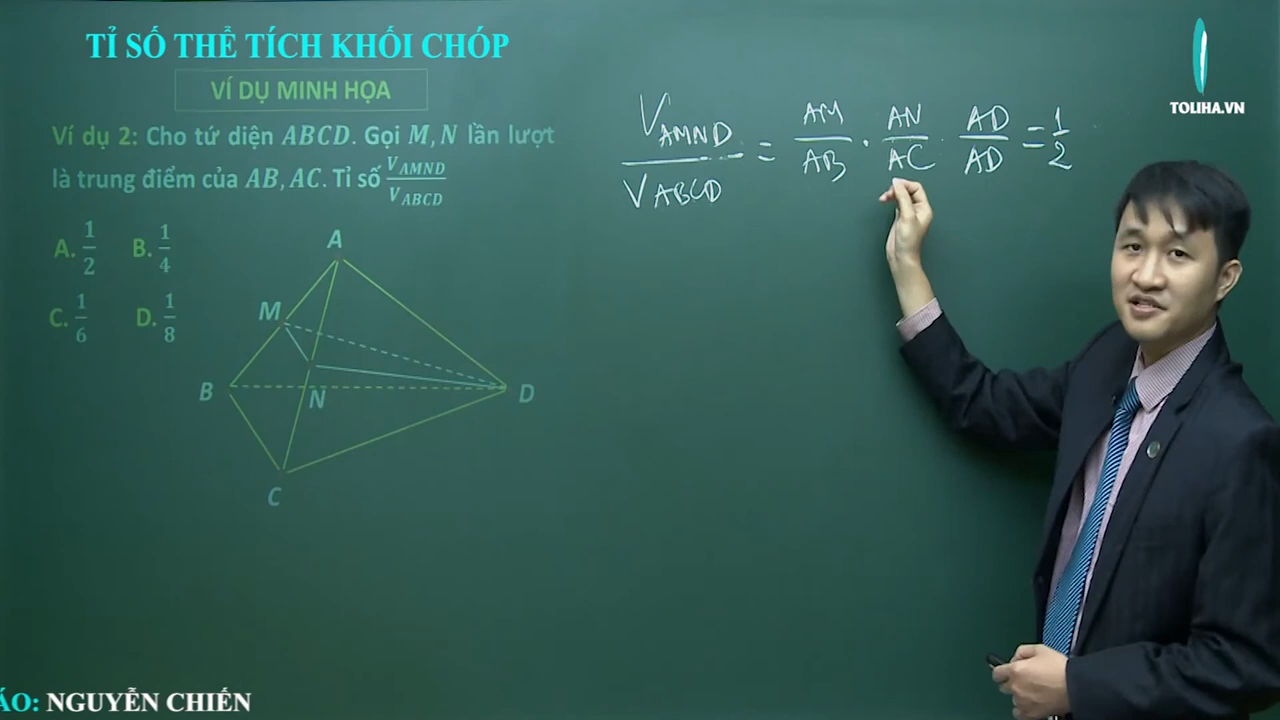 TỈ SỐ THỂ TÍCH KHỐI CHÓP
VÍ DỤ MINH HỌA
Ví dụ 2: Cho tứ diện ABCD. Gọi M, N lần lượt
là trung điểm của AB, AC. Tỉ số V_AMND / V_ABCD
A. 1/2 B. 1/4
C. 1/6 D. 1/8
A
M
B
N
D
C
V_AMND / V_ABCD = AM/AB . AN/AC . AD/AD = 1/2
TOLIHA.VN
ÁO: NGUYỄN CHIẾN